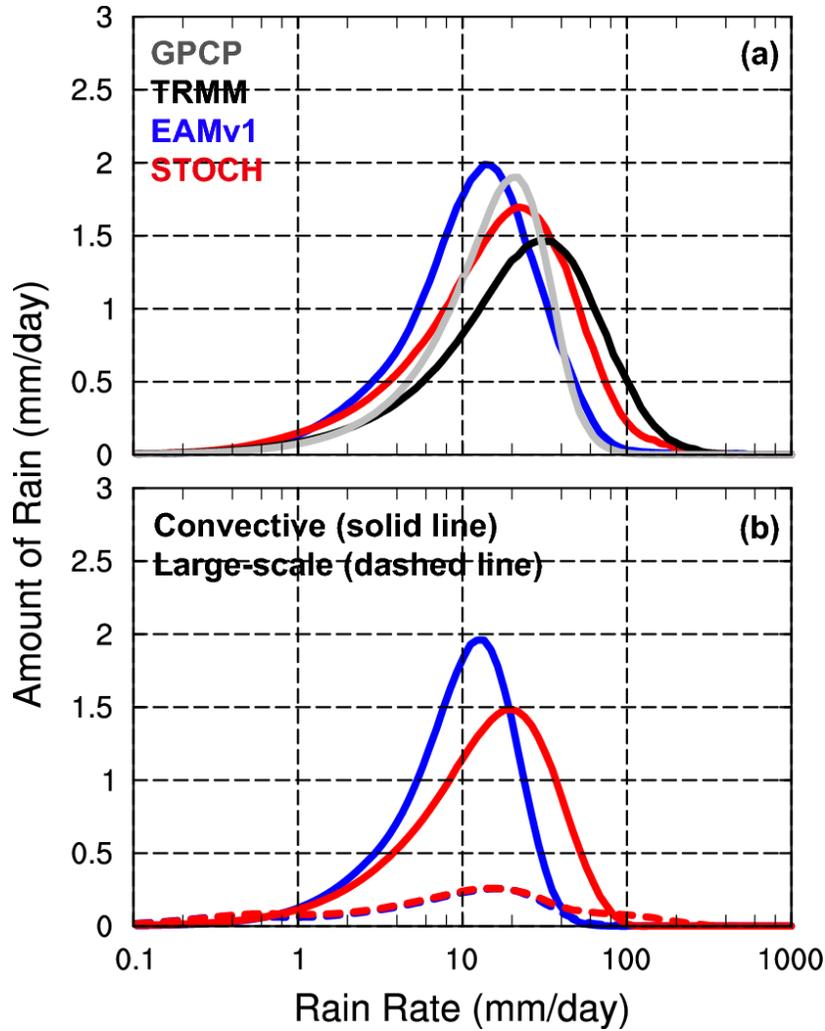 3
GPCP
(a)
2.5
TRMM
EAMv1
2
STOCH
1.5
1
0.5
0
Amount of Rain (mm/day)
3
Convective (solid line)
(b)
2.5
Large-scale (dashed line)
2
1.5
1
0.5
0
0.1 1 10 100 1000
Rain Rate (mm/day)